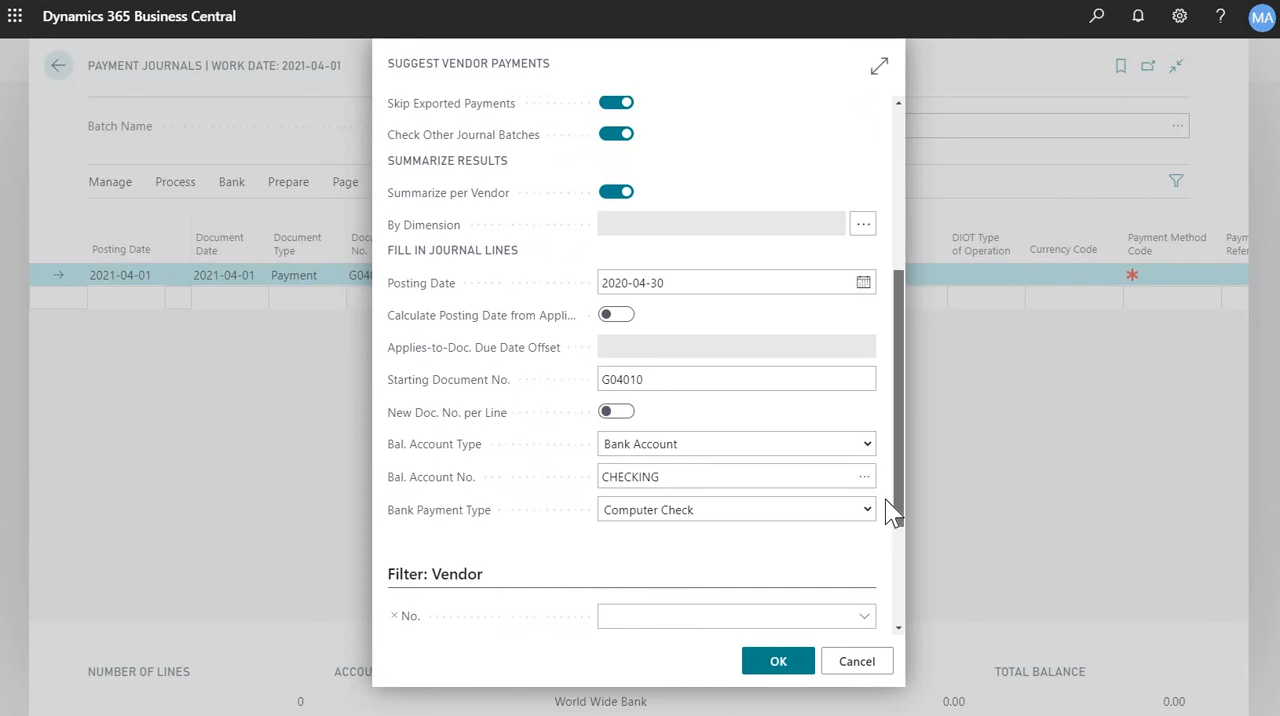 Dynamics 365 Business Central
MA
PAYMENT JOURNALS | WORK DATE: 2021-04-01
Batch Name
Manage Process Bank Prepare Page
Posting Date Document Date Document Type
DIOT Type of Operation Currency Code Payment Method Code
2021-04-01 2021-04-01 Payment G04
SUGGEST VENDOR PAYMENTS
Skip Exported Payments
Check Other Journal Batches
SUMMARIZE RESULTS
Summarize per Vendor
By Dimension
FILL IN JOURNAL LINES
Posting Date 2020-04-30
Calculate Posting Date from Appli...
Applies-to-Doc. Due Date Offset
Starting Document No. G04010
New Doc. No. per Line
Bal. Account Type Bank Account
Bal. Account No. CHECKING
Bank Payment Type Computer Check
Filter: Vendor
× No.
OK Cancel
NUMBER OF LINES ACCOU TOTAL BALANCE
0 World Wide Bank 0.00 0.00